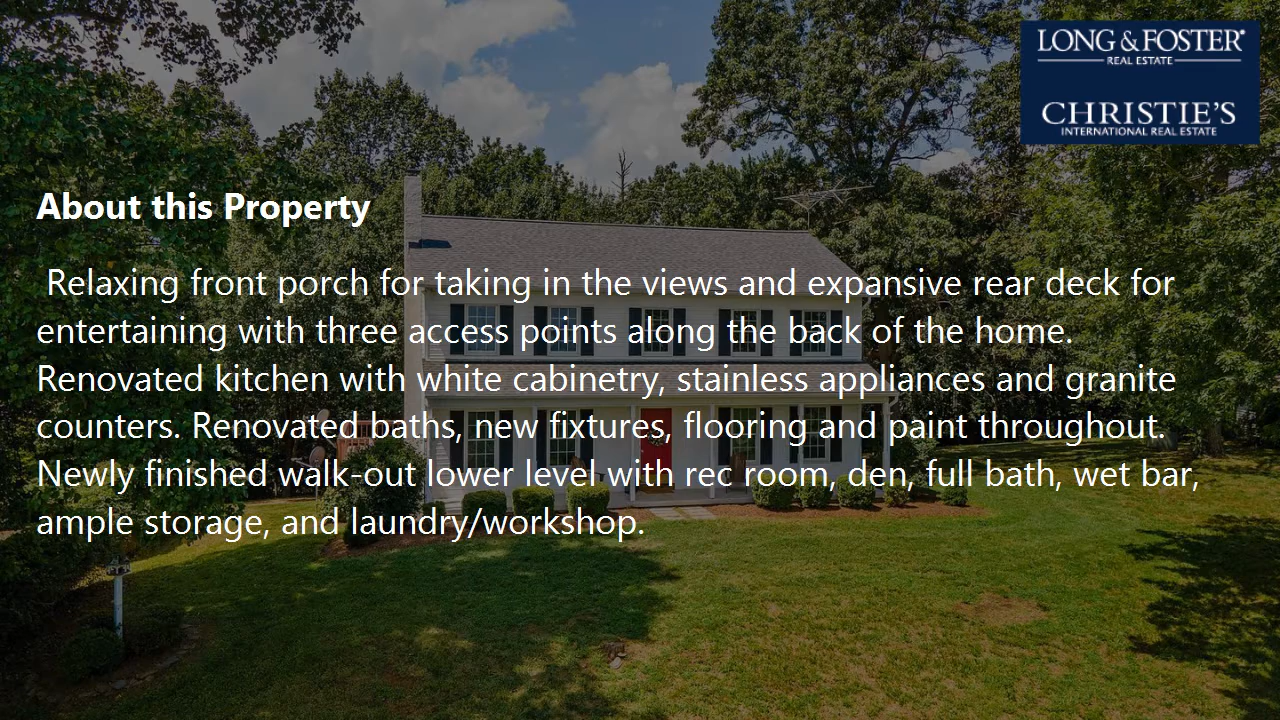 LONG & FOSTER®
REAL ESTATE
CHRISTIE'S
INTERNATIONAL REAL ESTATE
About this Property
Relaxing front porch for taking in the views and expansive rear deck for
entertaining with three access points along the back of the home.
Renovated kitchen with white cabinetry, stainless appliances and granite
counters. Renovated baths, new fixtures, flooring and paint throughout.
Newly finished walk-out lower level with rec room, den, full bath, wet bar,
ample storage, and laundry/workshop.